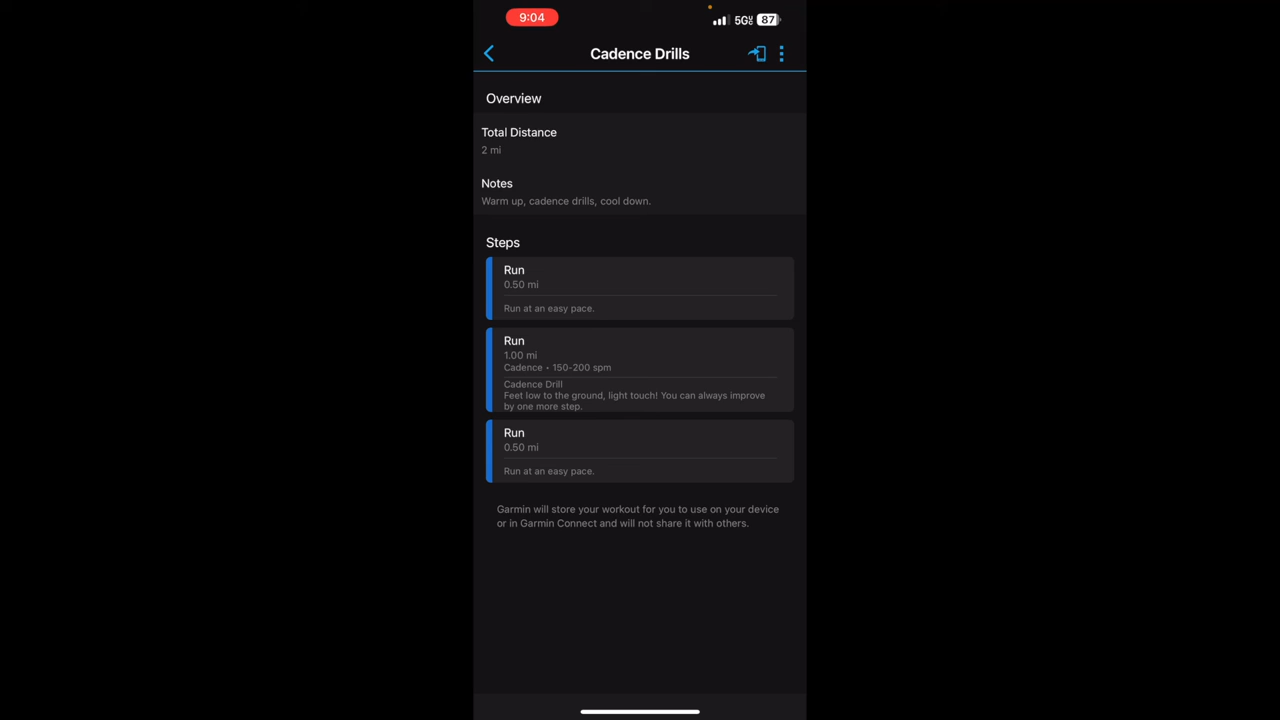 9:04
5G 87
Cadence Drills
Overview
Total Distance
2 mi
Notes
Warm up, cadence drills, cool down.
Steps
Run
0.50 mi
Run at an easy pace.
Run
1.00 mi
Cadence • 150-200 spm
Cadence Drill
Feet low to the ground, light touch! You can always improve
by one more step.
Run
0.50 mi
Run at an easy pace.
Garmin will store your workout for you to use on your device
or in Garmin Connect and will not share it with others.